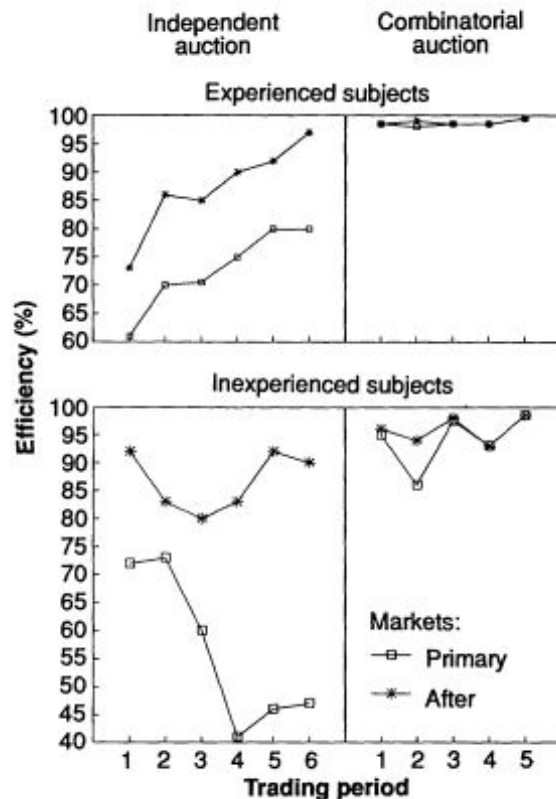 Independent auction
Combinatorial auction
Experienced subjects
100
95
90
85
80
75
70
65
60
Efficiency (%)
Inexperienced subjects
100
95
90
85
80
75
70
65
60
55
50
45
40
Markets:
Primary
After
1 2 3 4 5 6 1 2 3 4 5
Trading period